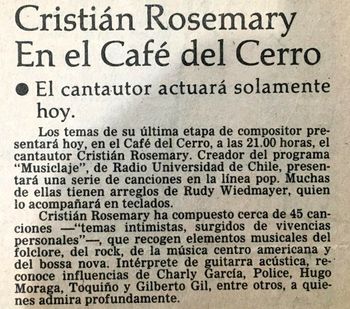 Cristián Rosemary
En el Café del Cerro
● El cantautor actuará solamente
hoy.
Los temas de su última etapa de compositor pre-
sentará hoy, en el Café del Cerro, a las 21.00 horas, el
cantautor Cristián Rosemary. Creador del programa
"Musiclaje", de Radio Universidad de Chile, presen-
tará una serie de canciones en la línea pop. Muchas
de ellas tienen arreglos de Rudy Wiedmayer, quien
lo acompañará en teclados.
Cristián Rosemary ha compuesto cerca de 45 can-
ciones —"temas intimistas, surgidos de vivencias
personales"—, que recogen elementos musicales del
folclore, del rock, de la música centro americana y
del bossa nova. Intérprete de guitarra acústica, re-
conoce influencias de Charly García, Police, Hugo
Moraga, Toquiño y Gilberto Gil, entre otros, a quie-
nes admira profundamente.